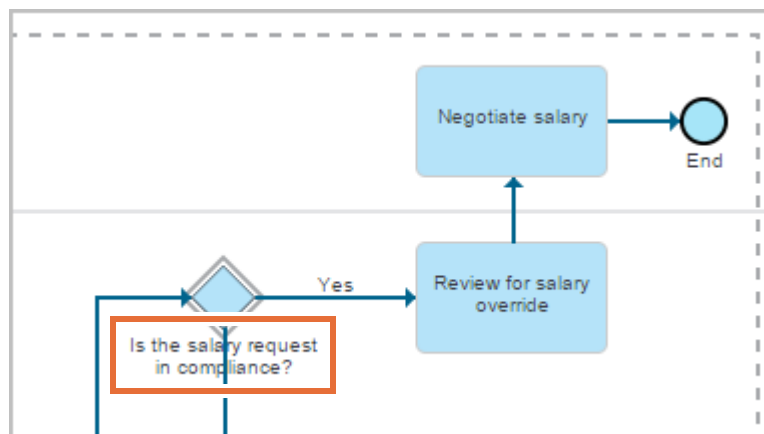 Negotiate salary
End
Yes
Review for salary
override
Is the salary request
in compliance?